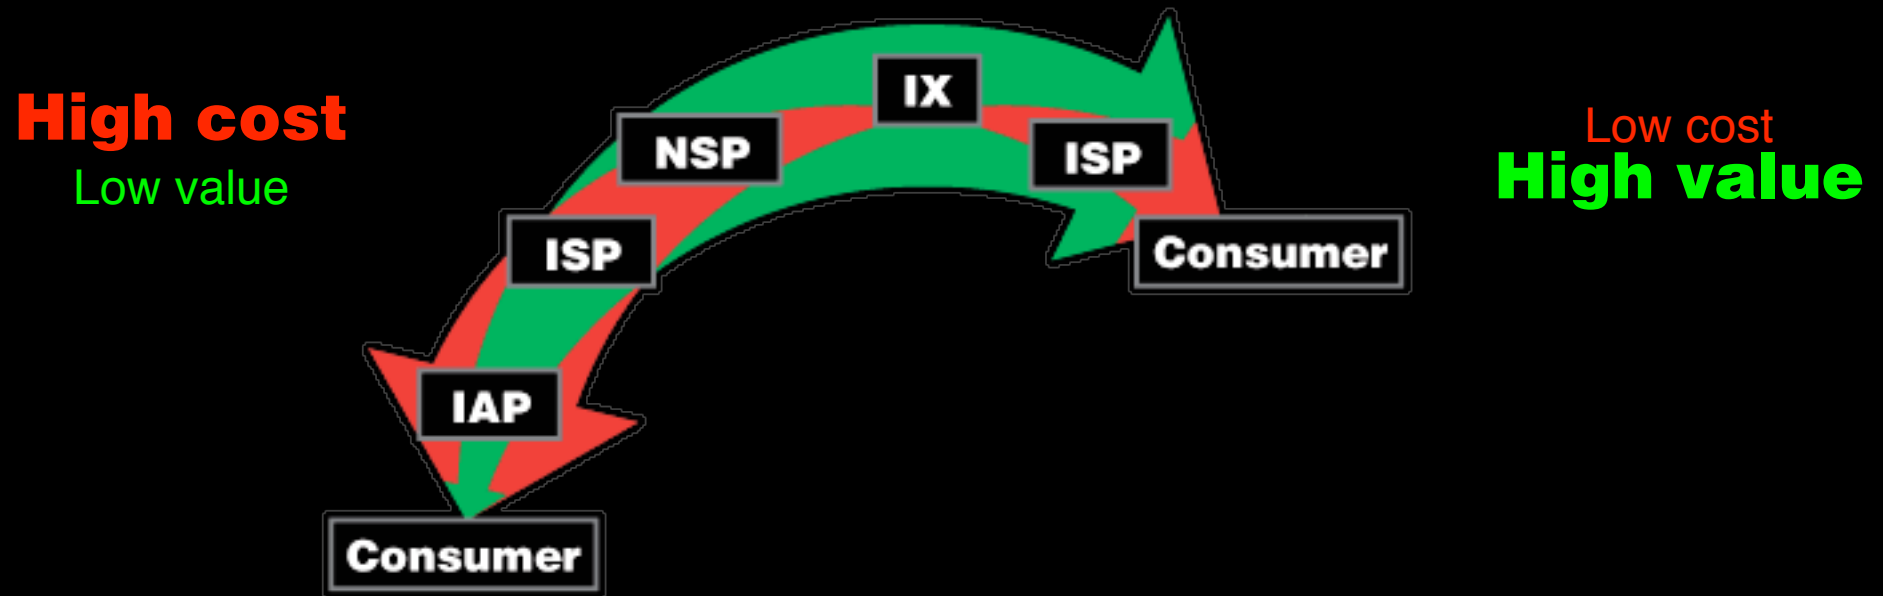 High cost
Low value
IX
NSP
ISP
ISP
IAP
Consumer
Consumer
Low cost
High value